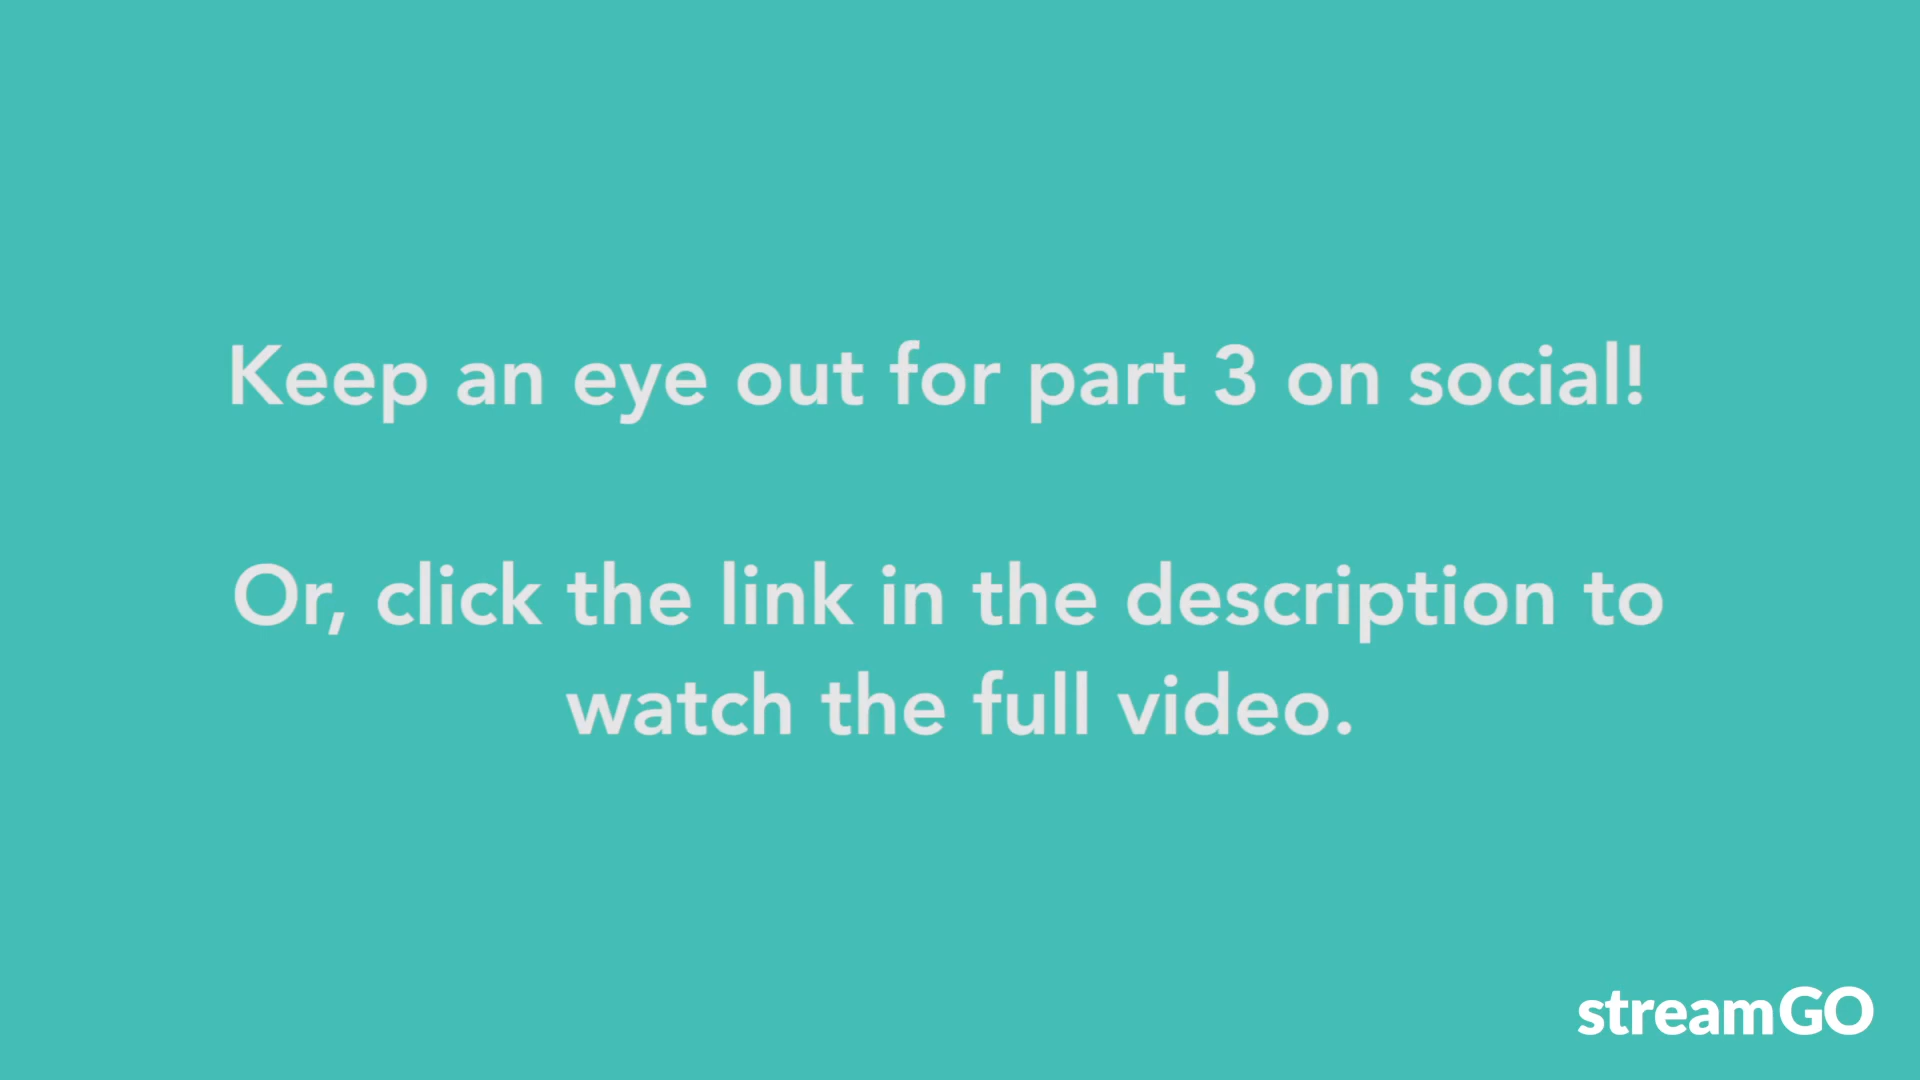 Keep an eye out for part 3 on social!
Or, click the link in the description to
watch the full video.
streamGO